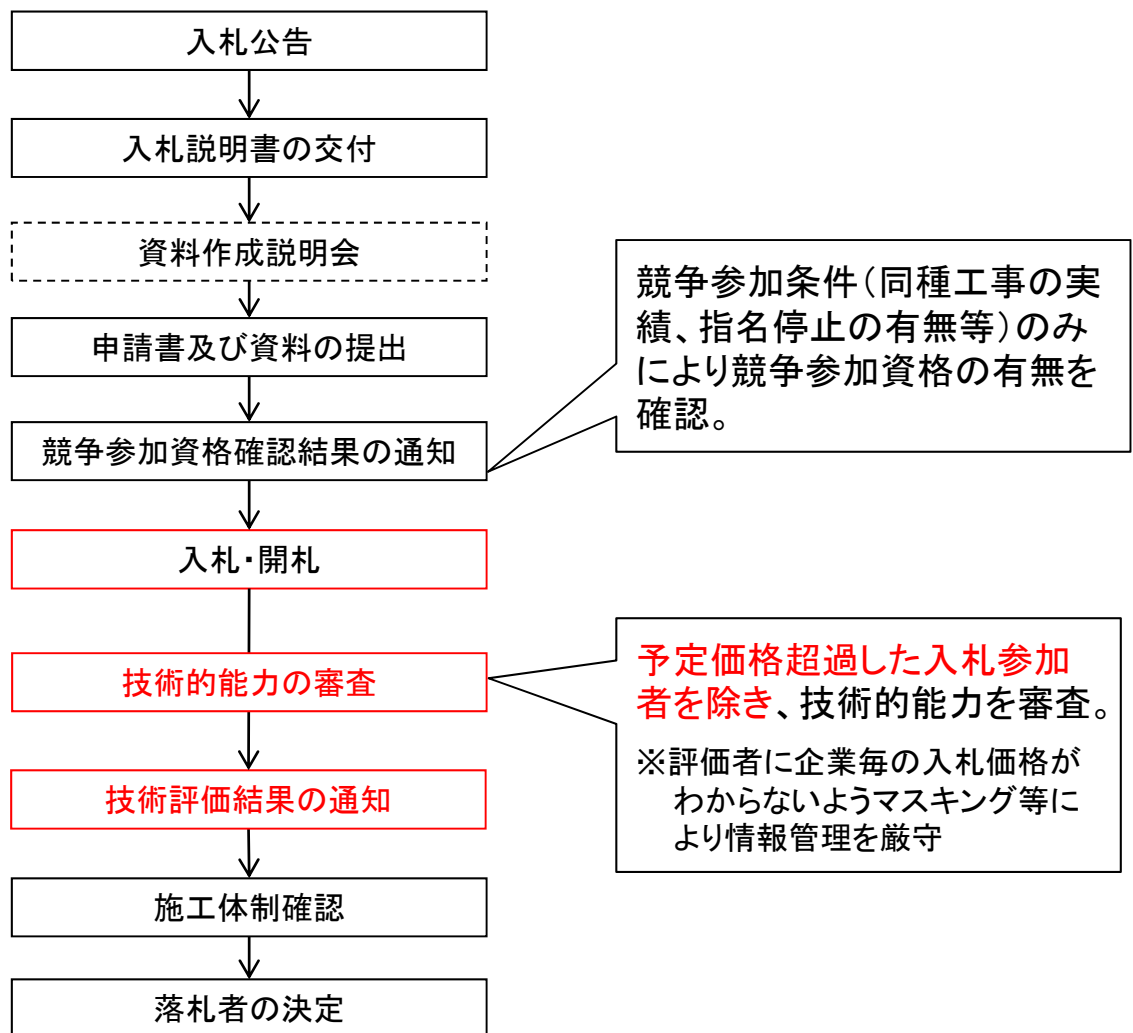 入札公告
入札説明書の交付
資料作成説明会
申請書及び資料の提出
競争参加資格確認結果の通知
競争参加条件（同種工事の実
績、指名停止の有無等）のみ
により競争参加資格の有無を
確認。
入札・開札
技術的能力の審査
予定価格超過した入札参加
者を除き、技術的能力を審査。
※評価者に企業毎の入札価格が
わからないようマスキング等に
より情報管理を厳守
技術評価結果の通知
施工体制確認
落札者の決定